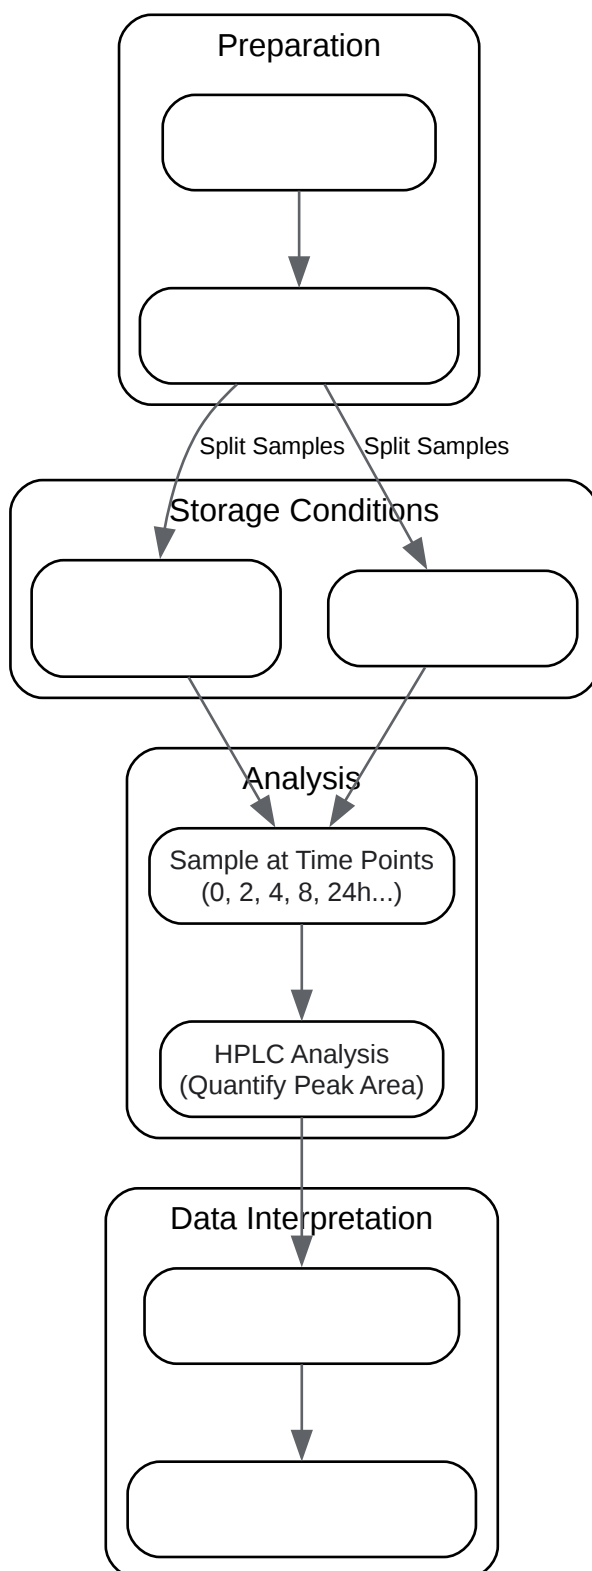 Preparation
Split Samples
Split Samples
Storage Conditions
Analysis
Sample at Time Points
(0, 2, 4, 8, 24h...)
HPLC Analysis
(Quantify Peak Area)
Data Interpretation